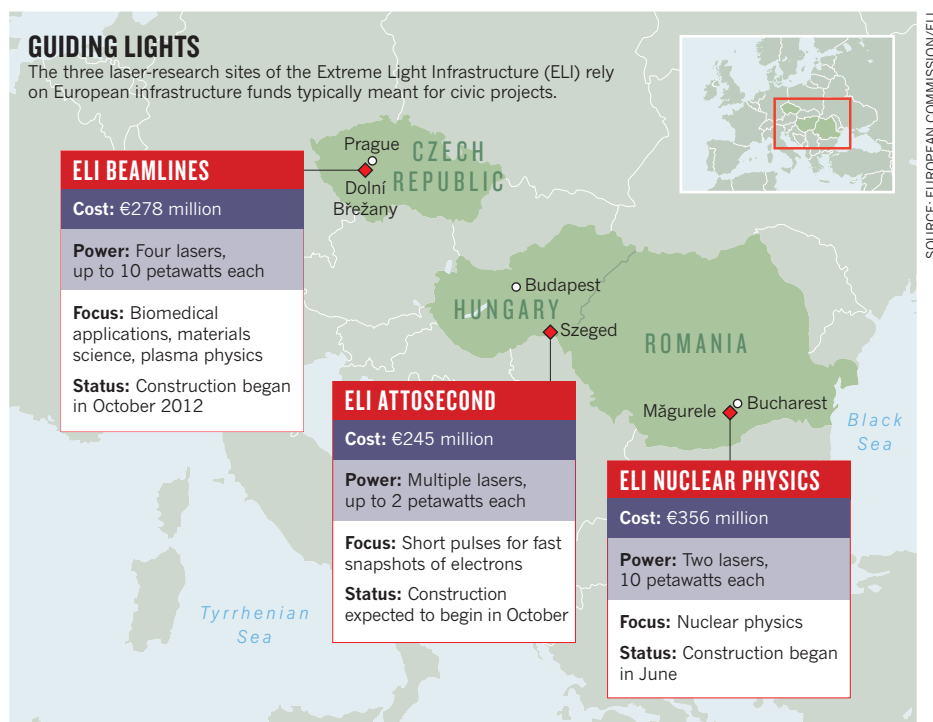 GUIDING LIGHTS
The three laser-research sites of the Extreme Light Infrastructure (ELI) rely
on European infrastructure funds typically meant for civic projects.
SOURCE: EUROPEAN COMMISSION/ELI
Prague
CZECH
REPUBLIC
Dolní
Břežany
ELI BEAMLINES
Cost: €278 million
Power: Four lasers,
up to 10 petawatts each
Focus: Biomedical
applications, materials
science, plasma physics
Status: Construction began
in October 2012
Budapest
HUNGARY
Szeged
ROMANIA
ELI ATTOSECOND
Cost: €245 million
Power: Multiple lasers,
up to 2 petawatts each
Focus: Short pulses for fast
snapshots of electrons
Status: Construction
expected to begin in October
Măgurele
Bucharest
Black
Sea
ELI NUCLEAR PHYSICS
Cost: €356 million
Power: Two lasers,
10 petawatts each
Focus: Nuclear physics
Status: Construction began
in June
Tyrrhenian
Sea